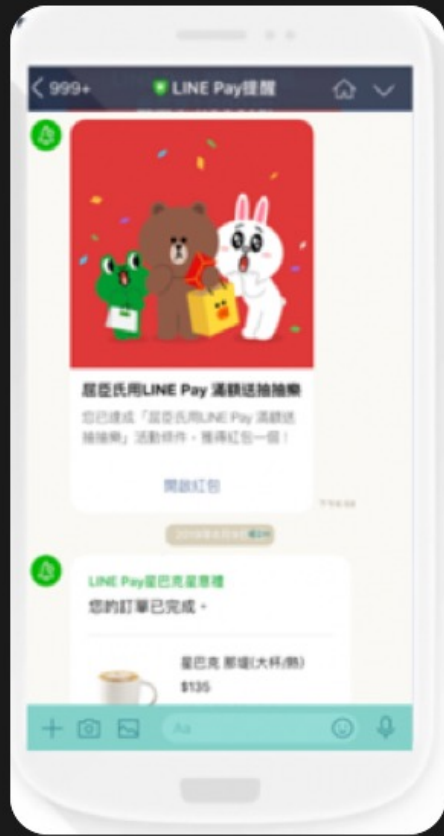 999+
LINE Pay提醒
屈臣氏用LINE Pay 滿額送抽抽樂
您已達成「屈臣氏用LINE Pay 滿額送
抽抽樂」活動條件，獲得紅包一個！
開啟紅包
LINE Pay星巴克星惠禮
您的訂單已完成。
星巴克 那堤(大杯/熱)
$135
Aa